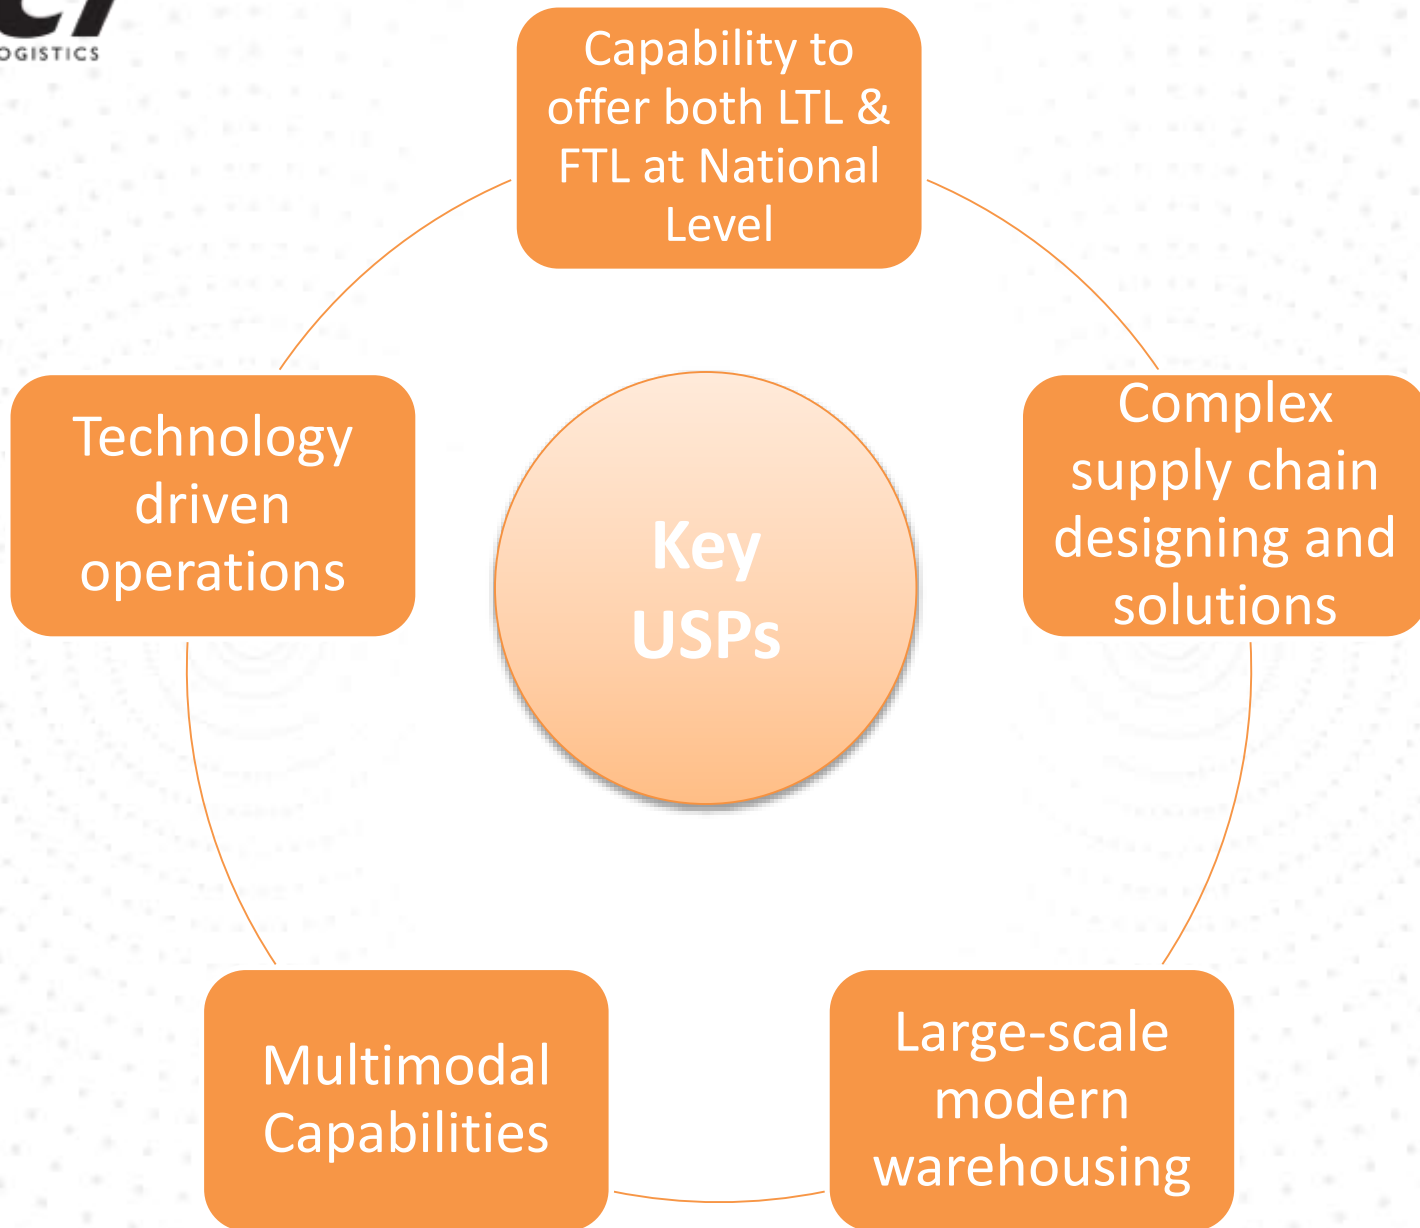 Capability to
offer both LTL &
FTL at National
Level
Technology
driven
operations
Complex
supply chain
designing and
solutions
Key
USPs
Multimodal
Capabilities
Large-scale
modern
warehousing